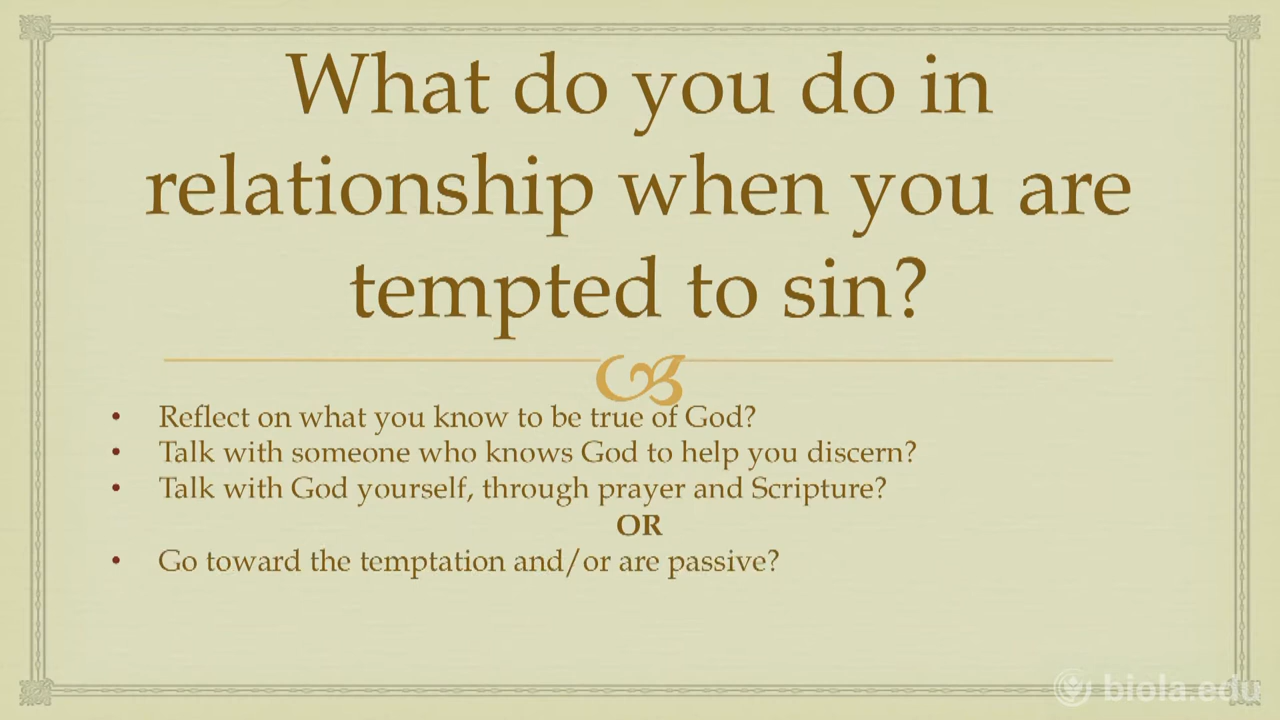 What do you do in
relationship when you are
tempted to sin?
• Reflect on what you know to be true of God?
• Talk with someone who knows God to help you discern?
• Talk with God yourself, through prayer and Scripture?
OR
• Go toward the temptation and/or are passive?
biola.edu